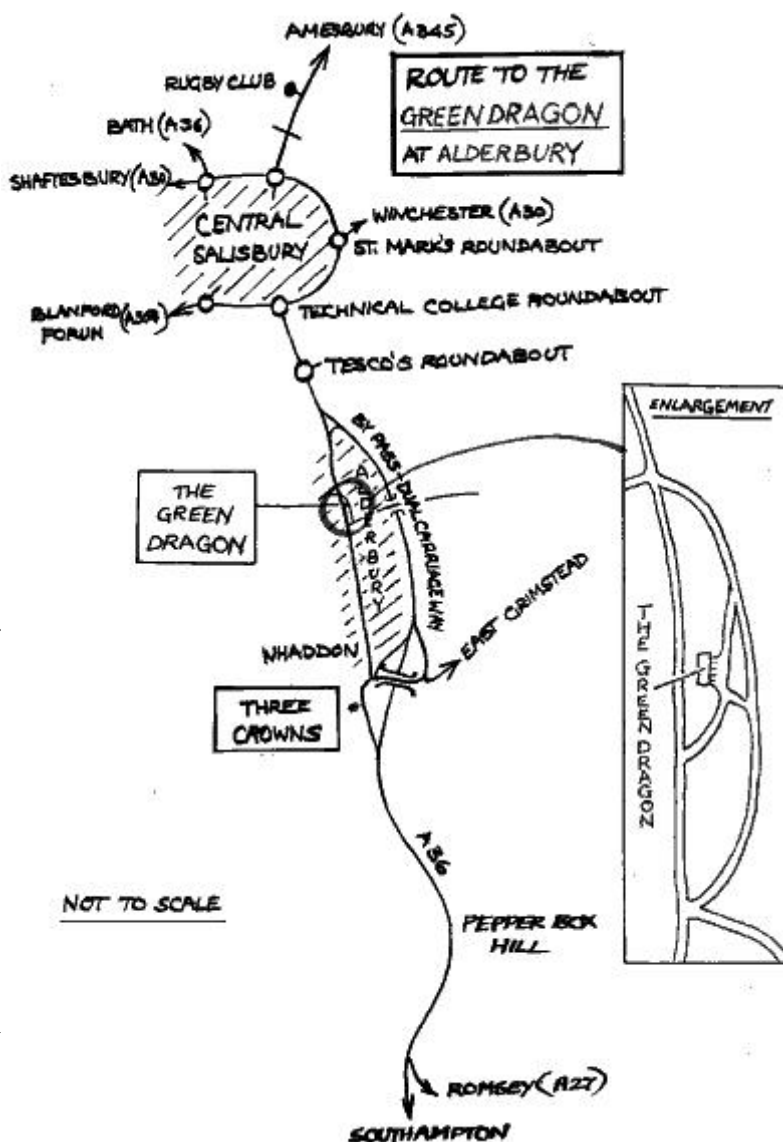 AMESBURY (A345)
RUGBY CLUB
ROUTE TO THE
GREEN DRAGON
AT ALDERBURY
BATH (A36)
SHAFTESBURY (A30)
CENTRAL
SALISBURY
WINCHESTER (A30)
ST. MARK'S ROUNDABOUT
BLANFORD
FORUN
TECHNICAL COLLEGE ROUNDABOUT
TESCO'S ROUNDABOUT
ENLARGEMENT
BY PASS - DUAL CARRIAGEWAY
ALDERBURY
THE
GREEN
DRAGON
EAST GRIMSTEAD
WHADDON
THREE
CROWNS
THE GREEN DRAGON
A36
NOT TO SCALE
PEPPER BOX
HILL
ROMSEY (A27)
SOUTHAMPTON